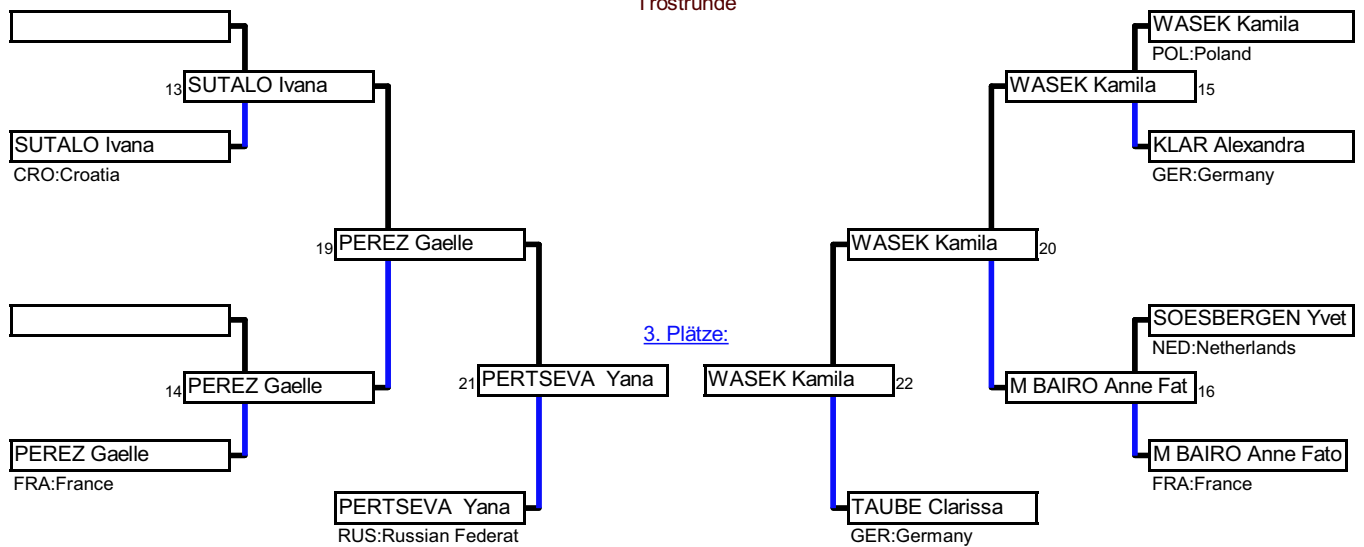 Trostrunde
WASEK Kamila
POL:Poland
13 SUTALO Ivana
WASEK Kamila 15
SUTALO Ivana
CRO:Croatia
KLAR Alexandra
GER:Germany
19 PEREZ Gaelle
WASEK Kamila 20
3. Plätze:
SOESBERGEN Yvet
NED:Netherlands
14 PEREZ Gaelle
21 PERTSEVA Yana
WASEK Kamila 22
M BAIRO Anne Fat 16
PEREZ Gaelle
FRA:France
M BAIRO Anne Fato
FRA:France
PERTSEVA Yana
RUS:Russian Federat
TAUBE Clarissa
GER:Germany